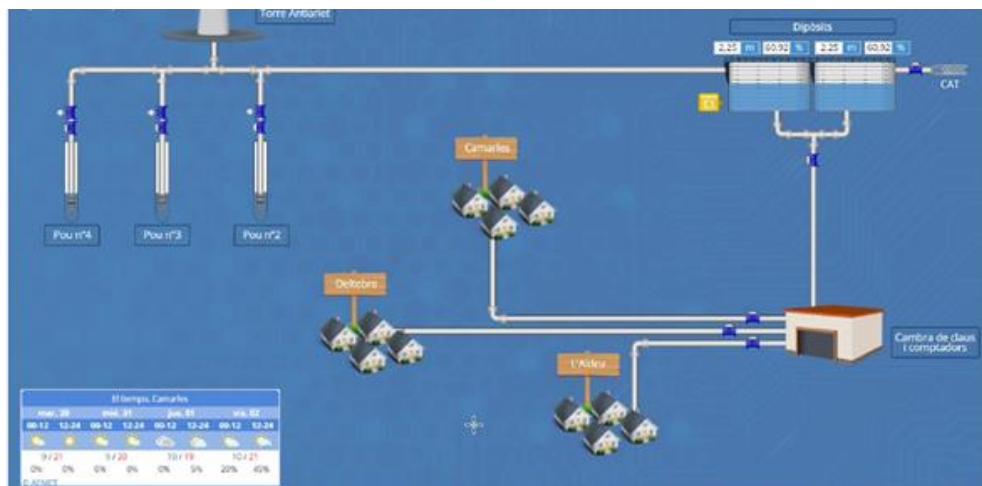 Torre Antiariet
Dipòsits
2.25 m 60.92 % 2.25 m 60.92 %
CAT
Camarles
Pou nº4
Pou nº3
Pou nº2
Deltebre
Cambra de claus
i comptadors
L'Aldea
El tiempo. Camarles
mar. 30 mié. 31 jue. 01 vie. 02
00-12 12-24 00-12 12-24 00-12 12-24 00-12 12-24
9 / 21 9 / 20 10 / 19 10 / 21
0% 0% 0% 0% 0% 5% 20% 45%
AEMET